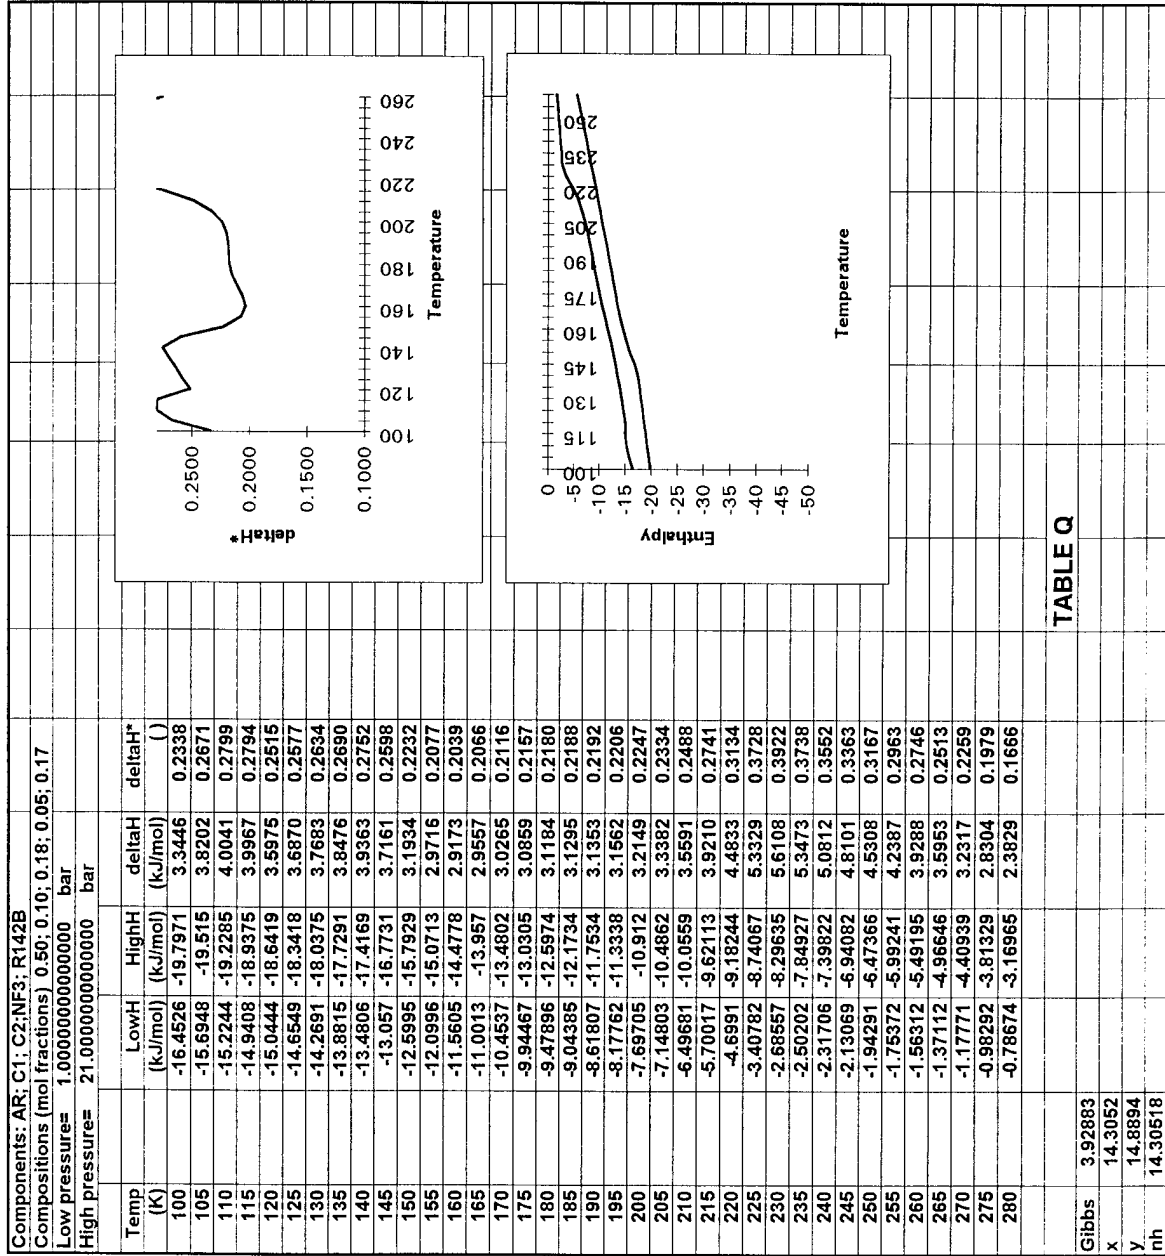 Components: AR; C1; C2;NF3; R142B
Compositions (mol fractions) 0.50; 0.10; 0.18; 0.05; 0.17
Low pressure= 1.00000000000000 bar
High pressure= 21.00000000000000 bar
Temp LowH HighH deltaH deltaH*
(K) (kJ/mol) (kJ/mol) (kJ/mol) ()
100 -16.4526 -19.7971 3.3446 0.2338
105 -15.6948 -19.515 3.8202 0.2671
110 -15.2244 -19.2285 4.0041 0.2799
115 -14.9408 -18.9375 3.9967 0.2794
120 -15.0444 -18.6419 3.5975 0.2515
125 -14.6549 -18.3418 3.6870 0.2577
130 -14.2691 -18.0375 3.7683 0.2634
135 -13.8815 -17.7291 3.8476 0.2690
140 -13.4806 -17.4169 3.9363 0.2752
145 -13.057 -16.7731 3.7161 0.2598
150 -12.5995 -15.7929 3.1934 0.2232
155 -12.0996 -15.0713 2.9716 0.2077
160 -11.5605 -14.4778 2.9173 0.2039
165 -11.0013 -13.957 2.9557 0.2066
170 -10.4537 -13.4802 3.0265 0.2116
175 -9.94467 -13.0305 3.0859 0.2157
180 -9.47896 -12.5974 3.1184 0.2180
185 -9.04385 -12.1734 3.1295 0.2188
190 -8.61807 -11.7534 3.1353 0.2192
195 -8.17762 -11.3338 3.1562 0.2206
200 -7.69705 -10.912 3.2149 0.2247
205 -7.14803 -10.4862 3.3382 0.2334
210 -6.49681 -10.0559 3.5591 0.2488
215 -5.70017 -9.62113 3.9210 0.2741
220 -4.6991 -9.18244 4.4833 0.3134
225 -3.40782 -8.74067 5.3329 0.3728
230 -2.68557 -8.29635 5.6108 0.3922
235 -2.50202 -7.84927 5.3473 0.3738
240 -2.31706 -7.39822 5.0812 0.3552
245 -2.13069 -6.94082 4.8101 0.3363
250 -1.94291 -6.47366 4.5308 0.3167
255 -1.75372 -5.99241 4.2387 0.2963
260 -1.56312 -5.49195 3.9288 0.2746
265 -1.37112 -4.96646 3.5953 0.2513
270 -1.17771 -4.40939 3.2317 0.2259
275 -0.98292 -3.81329 2.8304 0.1979
280 -0.78674 -3.16965 2.3829 0.1666
Gibbs 3.92883
x 14.3052
y 14.8894
nh 14.30518
deltaH*
0.2500
0.2000
0.1500
0.1000
100 120 140 160 180 200 220 240 260
Temperature
Enthalpy
0
-5
-10
-15
-20
-25
-30
-35
-40
-45
-50
100 115 130 145 160 175 190 205 220 235 250
Temperature
TABLE Q